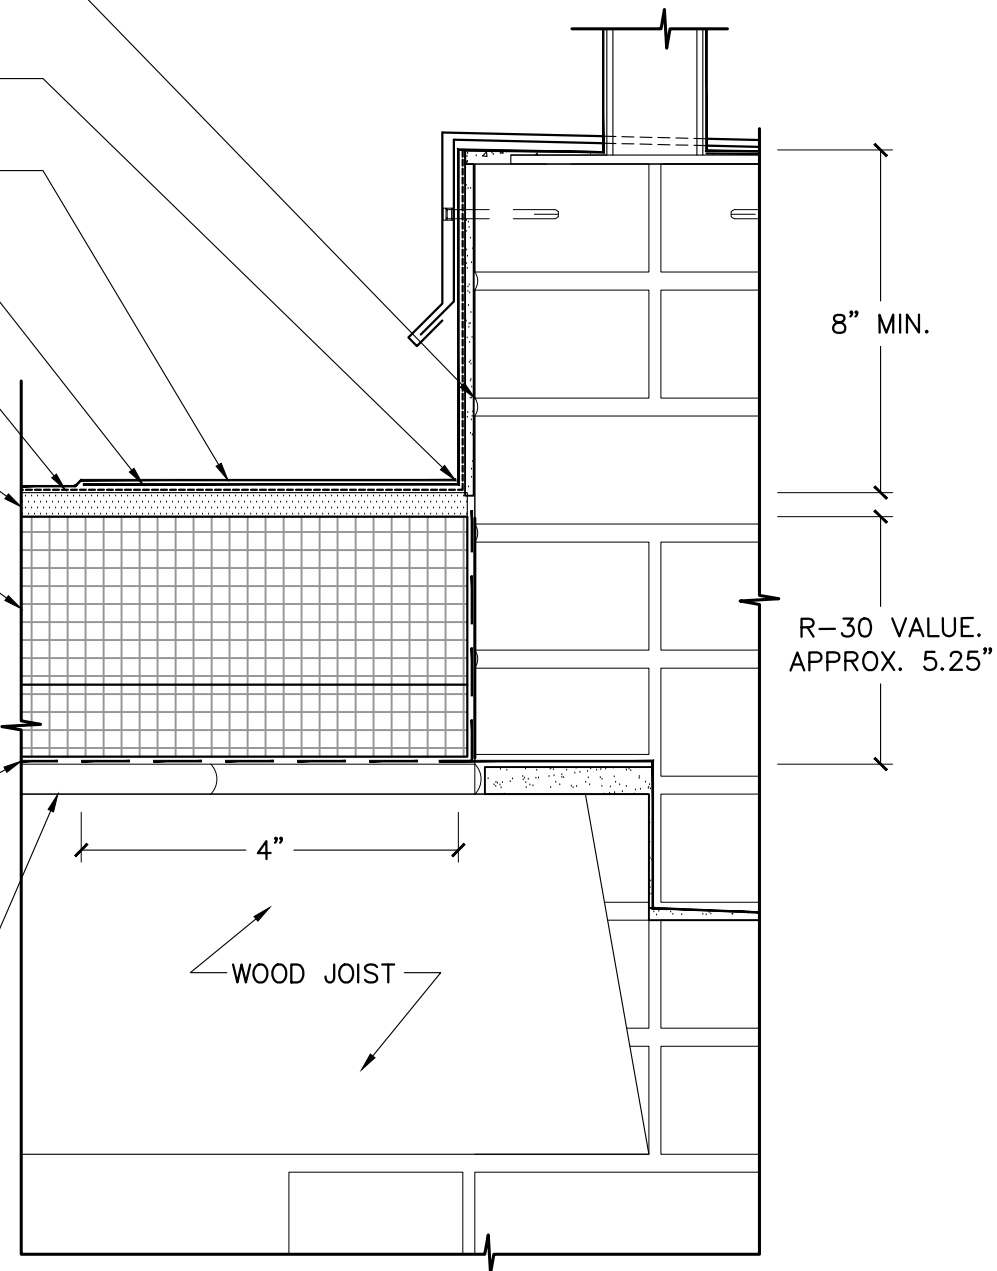 8” MIN.
R-30 VALUE.
APPROX. 5.25”
4”
WOOD JOIST